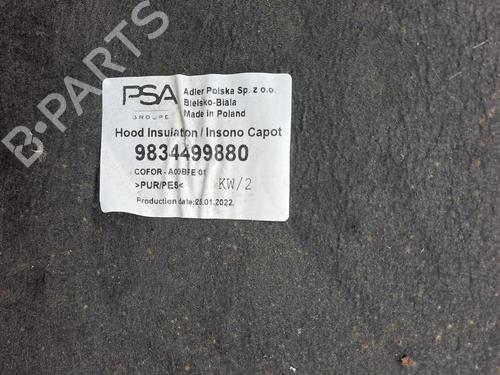 B-PARTS
PSA
GROUPE
Adler Polska Sp. z o.o.
Bielsko-Biala
Made in Poland
Hood Insulaton / Insono Capot
9834499880
COFOR - A00BFE 01
>PUR/PES<
KW/2
Production date:25.01.2022.